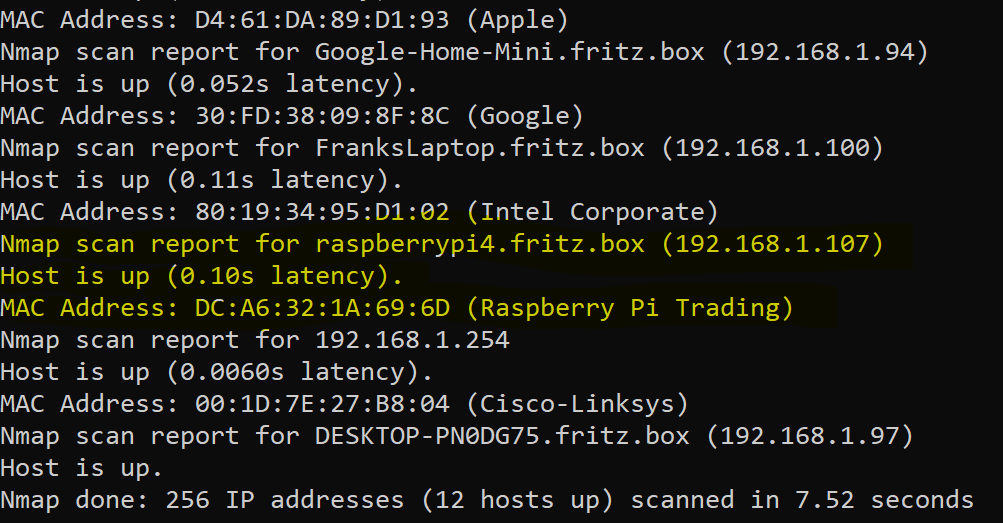 MAC Address: D4:61:DA:89:D1:93 (Apple)
Nmap scan report for Google-Home-Mini.fritz.box (192.168.1.94)
Host is up (0.052s latency).
MAC Address: 30:FD:38:09:8F:8C (Google)
Nmap scan report for FranksLaptop.fritz.box (192.168.1.100)
Host is up (0.11s latency).
MAC Address: 80:19:34:95:D1:02 (Intel Corporate)
Nmap scan report for raspberrypi4.fritz.box (192.168.1.107)
Host is up (0.10s latency).
MAC Address: DC:A6:32:1A:69:6D (Raspberry Pi Trading)
Nmap scan report for 192.168.1.254
Host is up (0.0060s latency).
MAC Address: 00:1D:7E:27:B8:04 (Cisco-Linksys)
Nmap scan report for DESKTOP-PN0DG75.fritz.box (192.168.1.97)
Host is up.
Nmap done: 256 IP addresses (12 hosts up) scanned in 7.52 seconds